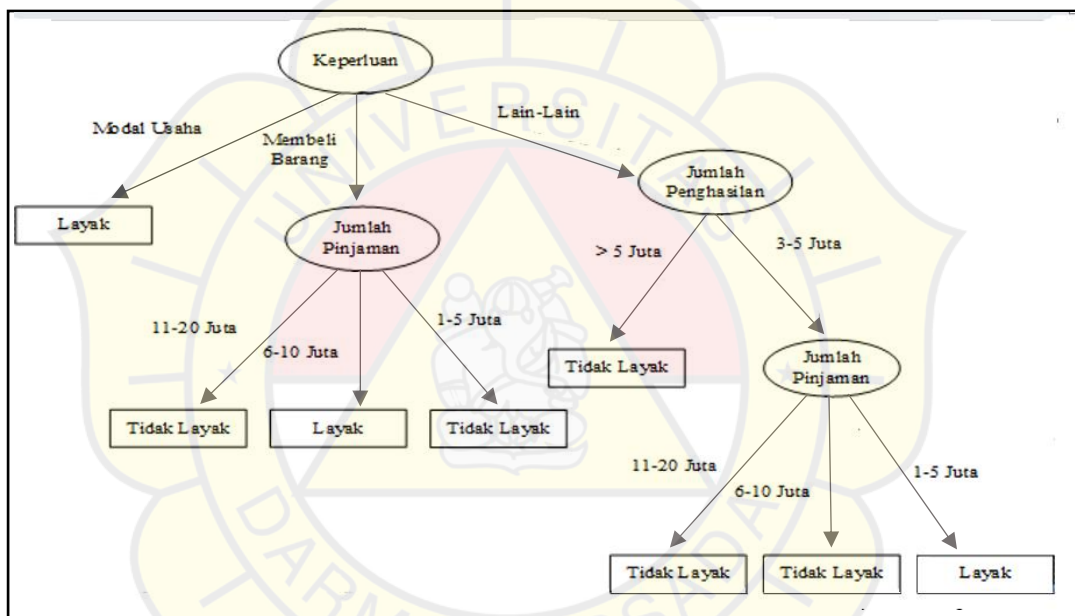 Keperluan
Modal Usaha
Membeli
Barang
Lain-Lain
Jumlah
Penghasilan
Layak
Jumlah
Pinjaman
> 5 Juta
3-5 Juta
11-20 Juta
6-10 Juta
1-5 Juta
Tidak Layak
Jumlah
Pinjaman
Tidak Layak
Layak
Tidak Layak
11-20 Juta
6-10 Juta
1-5 Juta
Tidak Layak
Tidak Layak
Layak
UNIVERSITAS